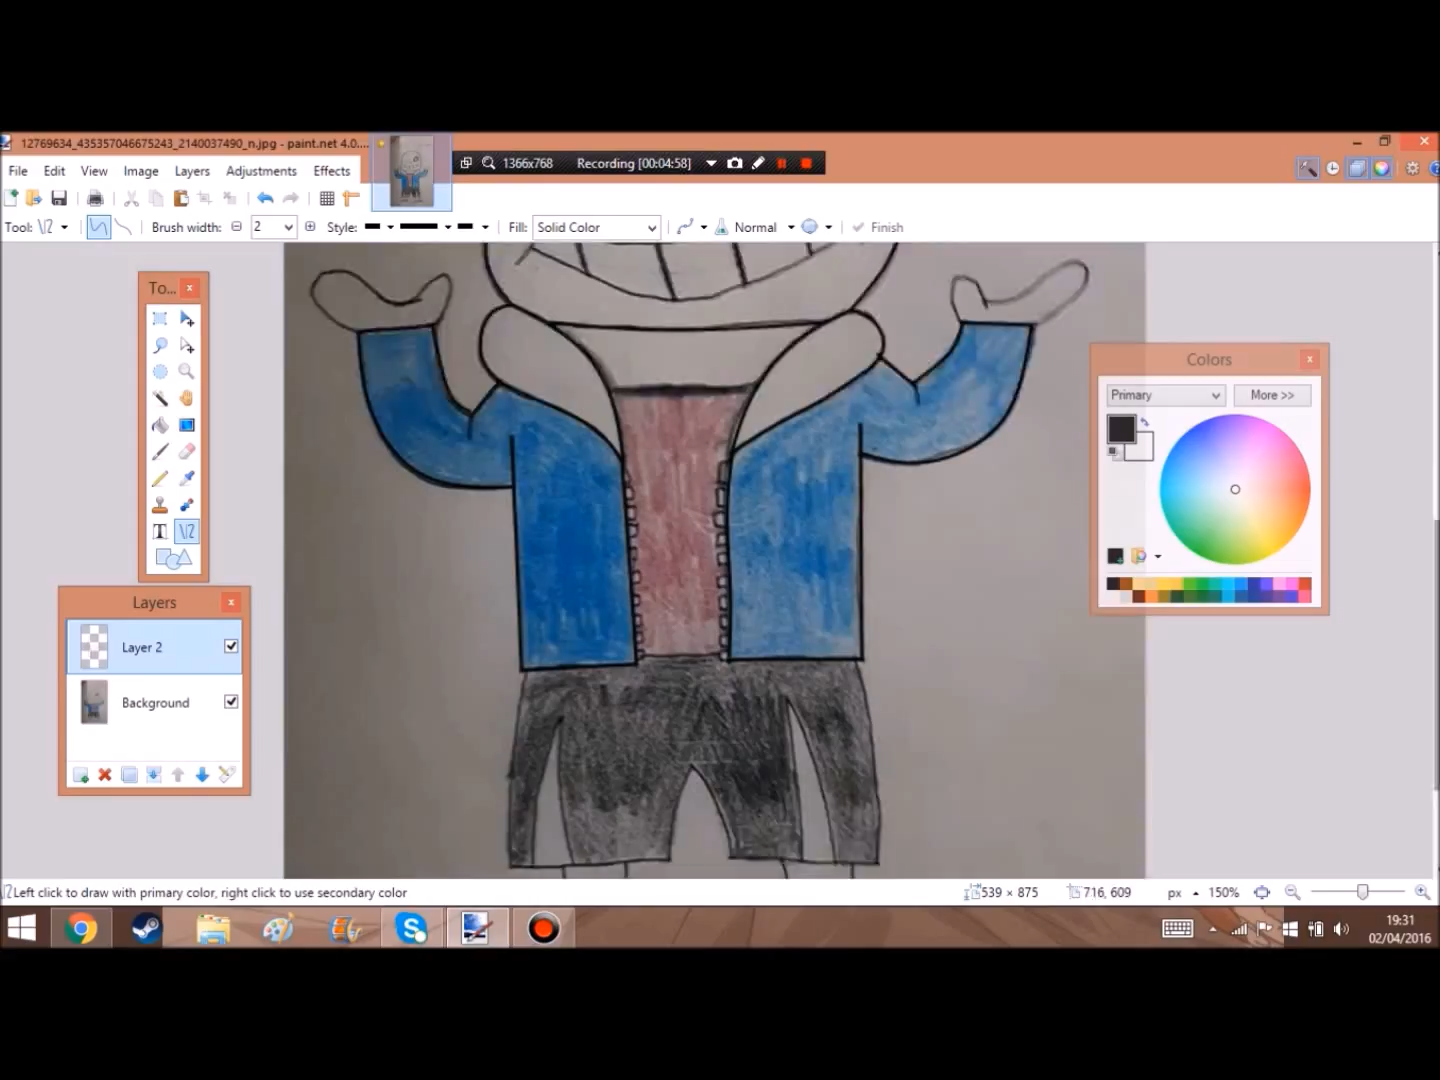 12769634_435357046675243_2140037490_n.jpg - paint.net 4.0....
1366x768 Recording [00:04:58]
File Edit View Image Layers Adjustments Effects
Tool: Brush width: 2 Style: Fill: Solid Color Normal Finish
To...
T
Colors
Primary More >>
Layers
Layer 2
Background
Left click to draw with primary color, right click to use secondary color 539 × 875 716, 609 px 150%
19:31
02/04/2016